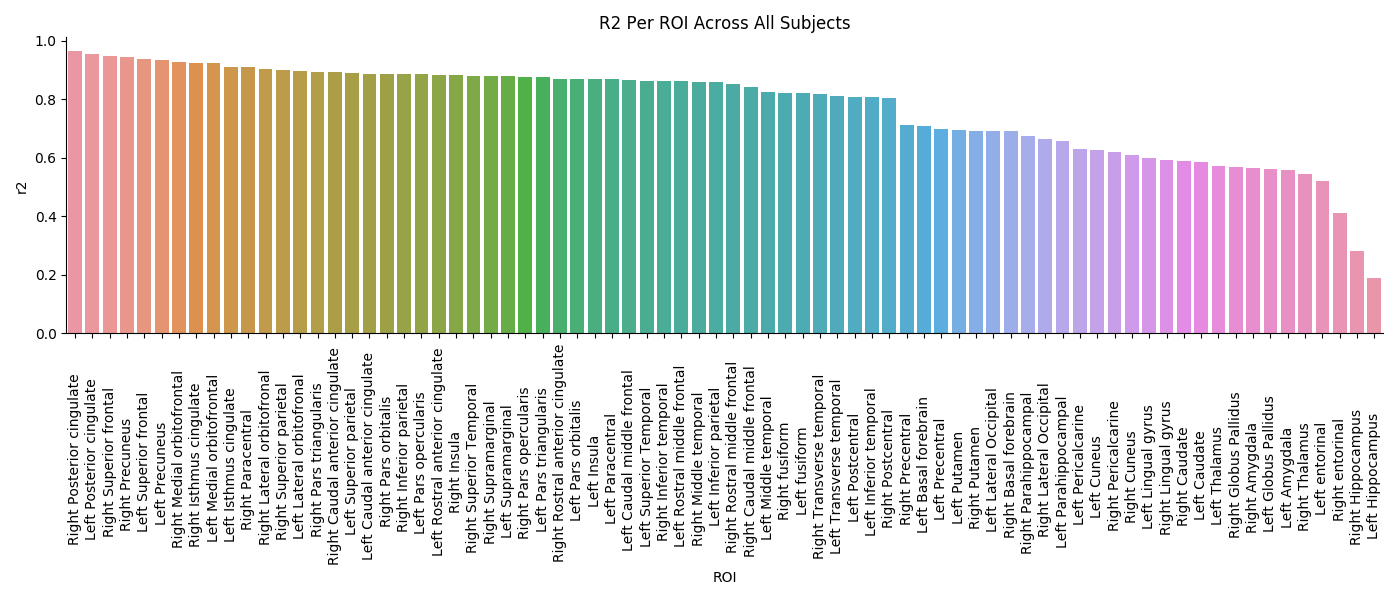 R2 Per ROI Across All Subjects
1.0
0.8
0.6
0.4
0.2
0.0
r2
Right Posterior cingulate
Left Posterior cingulate
Right Superior frontal
Right Precuneus
Left Superior frontal
Left Precuneus
Right Medial orbitofrontal
Right Isthmus cingulate
Left Medial orbitofrontal
Left Isthmus cingulate
Right Paracentral
Right Lateral orbitofronal
Right Superior parietal
Left Lateral orbitofronal
Right Pars triangularis
Right Caudal anterior cingulate
Left Superior parietal
Left Caudal anterior cingulate
Right Pars orbitalis
Right Inferior parietal
Left Pars opercularis
Left Rostral anterior cingulate
Right Insula
Right Superior Temporal
Right Supramarginal
Left Supramarginal
Right Pars opercularis
Left Pars triangularis
Right Rostral anterior cingulate
Left Pars orbitalis
Left Insula
Left Paracentral
Left Caudal middle frontal
Left Superior Temporal
Right Inferior temporal
Left Rostral middle frontal
Right Middle temporal
Left Inferior parietal
Right Rostral middle frontal
Right Caudal middle frontal
Left Middle temporal
Right fusiform
Left fusiform
Right Transverse temporal
Left Transverse temporal
Left Postcentral
Left Inferior temporal
Right Postcentral
Right Precentral
Left Basal forebrain
Left Precentral
Left Putamen
Right Putamen
Left Lateral Occipital
Right Basal forebrain
Right Parahippocampal
Right Lateral Occipital
Left Parahippocampal
Left Pericalcarine
Left Cuneus
Right Pericalcarine
Right Cuneus
Left Lingual gyrus
Right Lingual gyrus
Right Caudate
Left Caudate
Left Thalamus
Right Globus Pallidus
Right Amygdala
Left Globus Pallidus
Left Amygdala
Right Thalamus
Left entorinal
Right entorinal
Right Hippocampus
Left Hippocampus
ROI